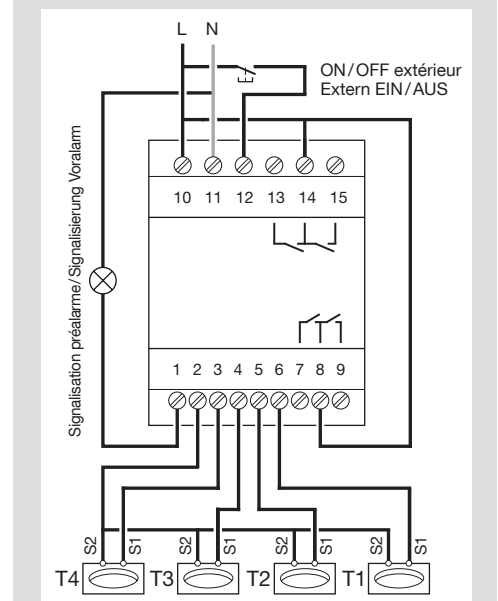 L N
ON/OFF extérieur
Extern EIN/AUS
10 11 12 13 14 15
Signalisation préalarme/Signalisierung Voralarm
1 2 3 4 5 6 7 8 9
S2 S1 S2 S1 S2 S1 S2 S1
T4 T3 T2 T1